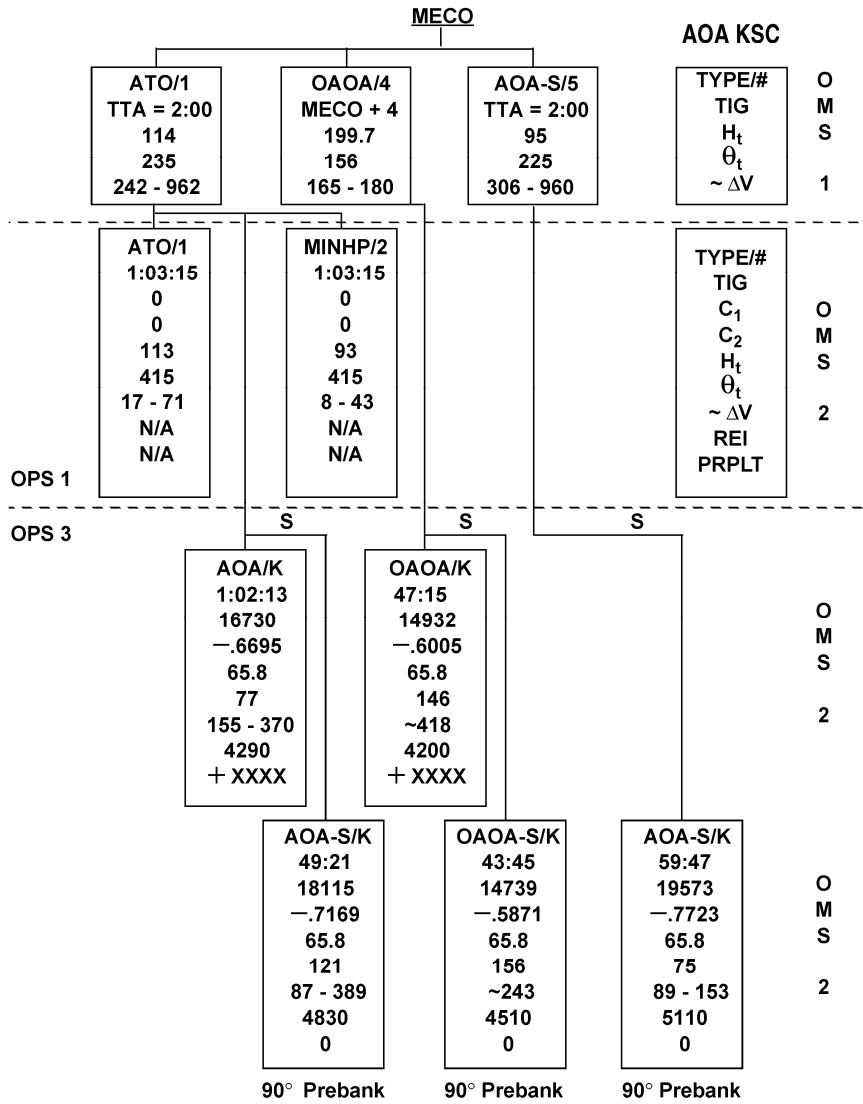 MECO
AOA KSC
ATO/1
TTA = 2:00
114
235
242 - 962
OAOA/4
MECO + 4
199.7
156
165 - 180
AOA-S/5
TTA = 2:00
95
225
306 - 960
TYPE/#
TIG
Hₜ
θₜ
~ ΔV
O
M
S
1
ATO/1
1:03:15
0
0
113
415
17 - 71
N/A
N/A
MINHP/2
1:03:15
0
0
93
415
8 - 43
N/A
N/A
TYPE/#
TIG
C₁
C₂
Hₜ
θₜ
~ ΔV
REI
PRPLT
O
M
S
2
OPS 1
OPS 3
S
S
S
AOA/K
1:02:13
16730
—.6695
65.8
77
155 - 370
4290
+ XXXX
OAOA/K
47:15
14932
—.6005
65.8
146
~418
4200
+ XXXX
O
M
S
2
AOA-S/K
49:21
18115
—.7169
65.8
121
87 - 389
4830
0
90° Prebank
OAOA-S/K
43:45
14739
—.5871
65.8
156
~243
4510
0
90° Prebank
AOA-S/K
59:47
19573
—.7723
65.8
75
89 - 153
5110
0
90° Prebank
O
M
S
2